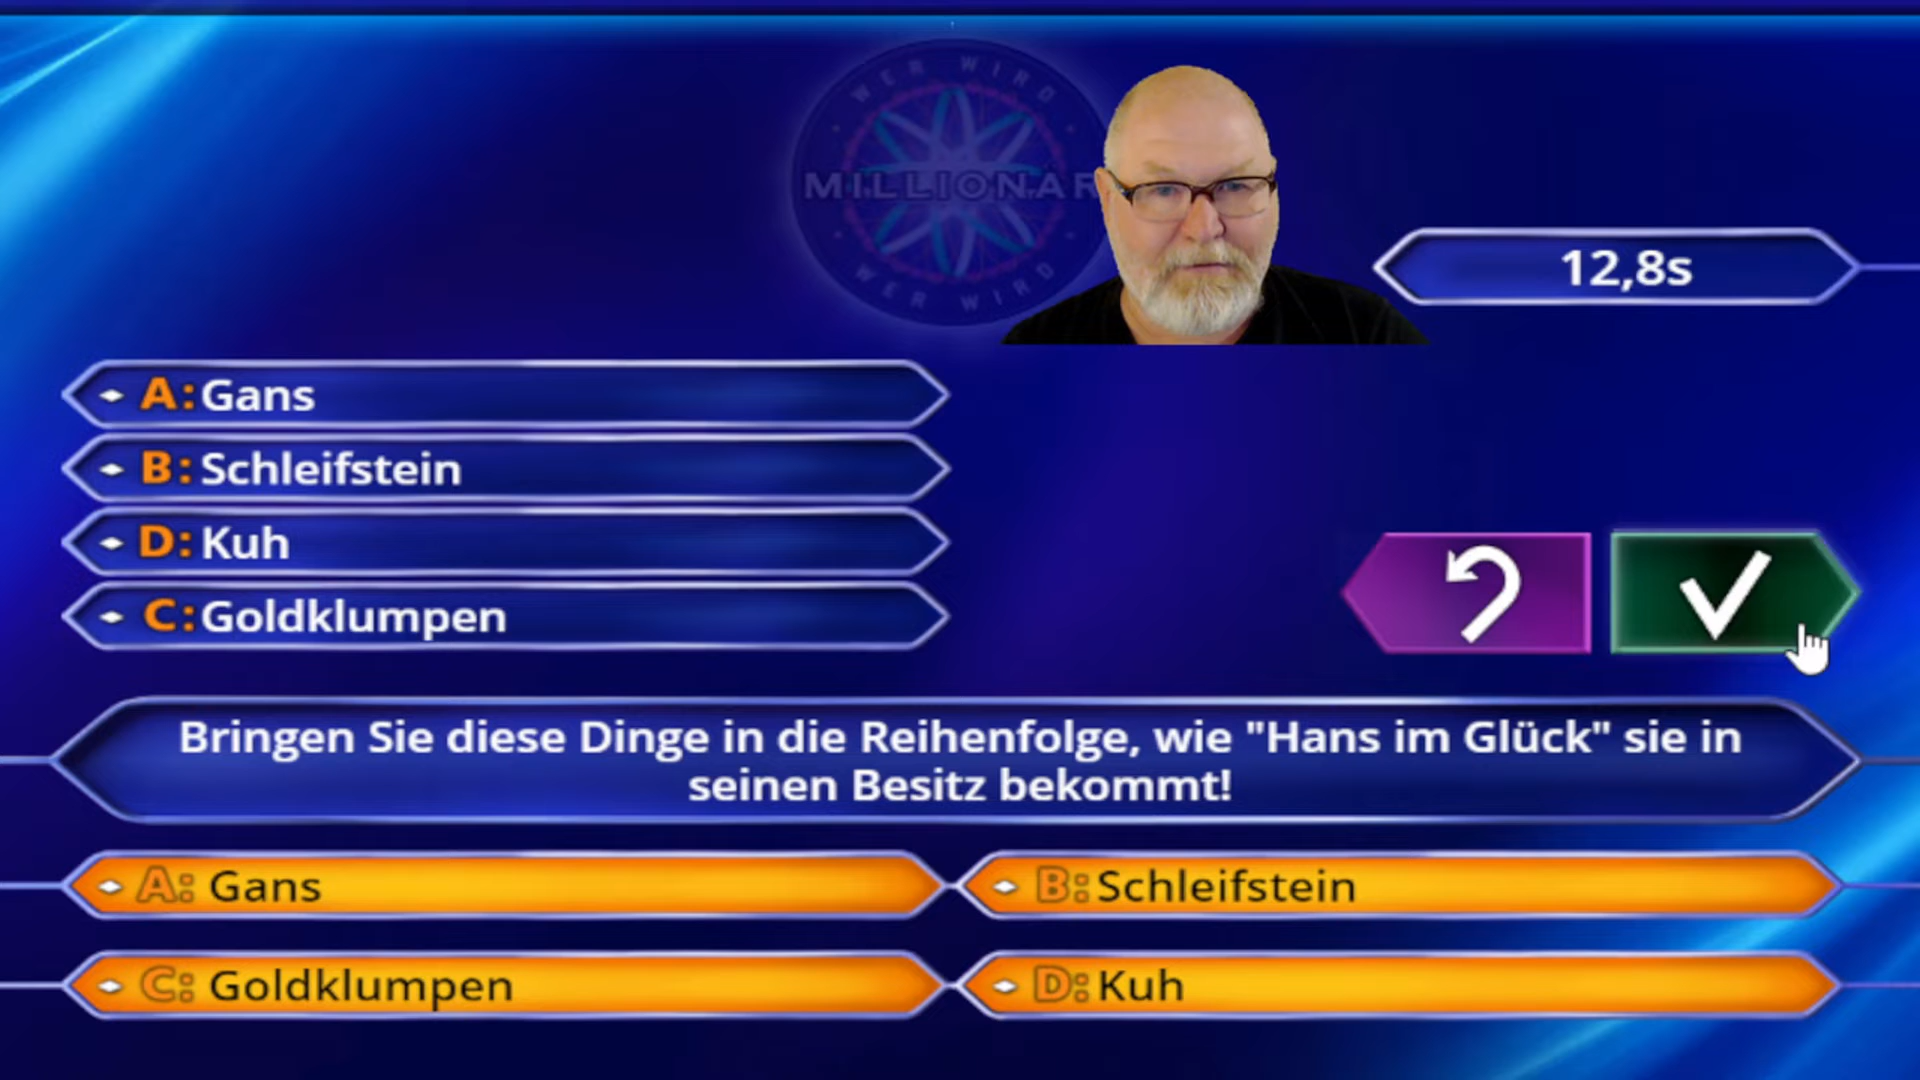 WER WIRD
MILLIONÄR
WER WIRD
12,8s
A: Gans
B: Schleifstein
D: Kuh
C: Goldklumpen
Bringen Sie diese Dinge in die Reihenfolge, wie "Hans im Glück" sie in
seinen Besitz bekommt!
A: Gans
B: Schleifstein
C: Goldklumpen
D: Kuh